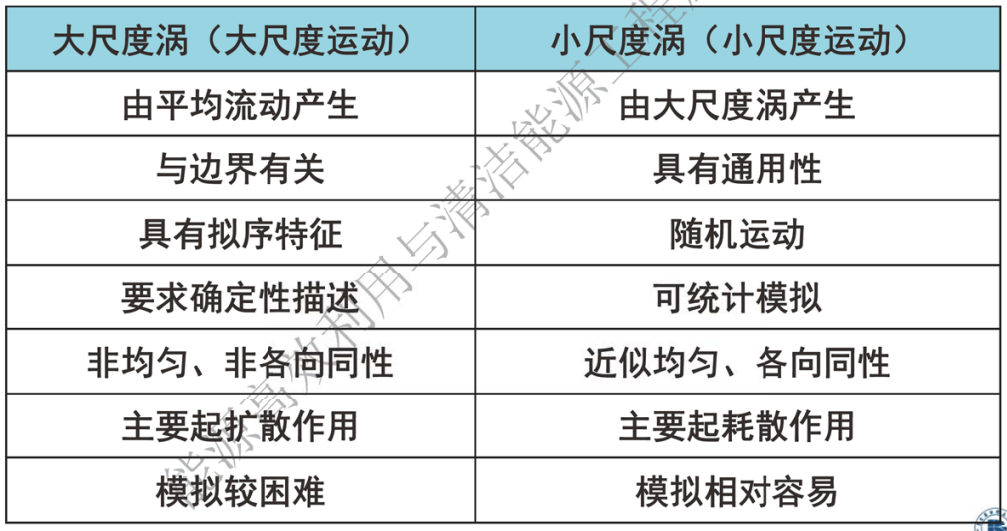 大尺度涡（大尺度运动） 小尺度涡（小尺度运动）
由平均流动产生 由大尺度涡产生
与边界有关 具有通用性
具有拟序特征 随机运动
要求确定性描述 可统计模拟
非均匀、非各向同性 近似均匀、各向同性
主要起扩散作用 主要起耗散作用
模拟较困难 模拟相对容易
能源高效利用与清洁能源工程